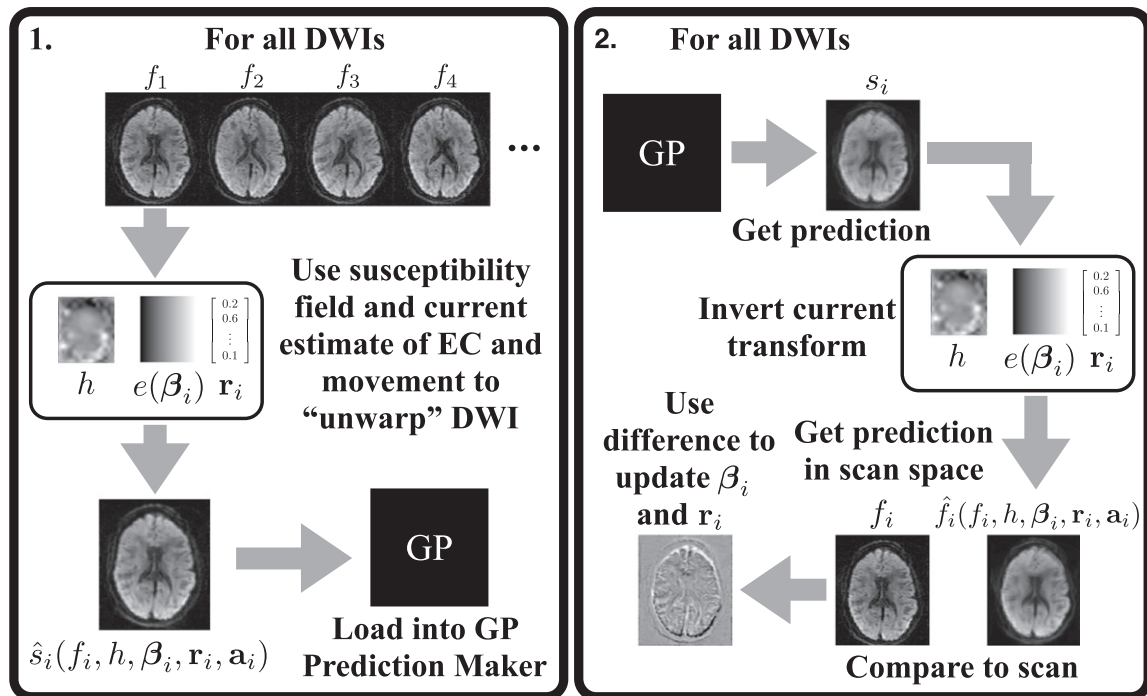 1.
For all DWIs
f₁ f₂ f₃ f₄
...
Use susceptibility
field and current
estimate of EC and
movement to
“unwarp” DWI
0.2
0.6
⋮
0.1
h e(βᵢ) rᵢ
GP
ŝᵢ(fᵢ, h, βᵢ, rᵢ, aᵢ)
Load into GP
Prediction Maker
2.
For all DWIs
sᵢ
GP
Get prediction
Invert current
transform
0.2
0.6
⋮
0.1
h e(βᵢ) rᵢ
Get prediction
in scan space
Use
difference to
update βᵢ
and rᵢ
fᵢ f̂ᵢ(fᵢ, h, βᵢ, rᵢ, aᵢ)
Compare to scan